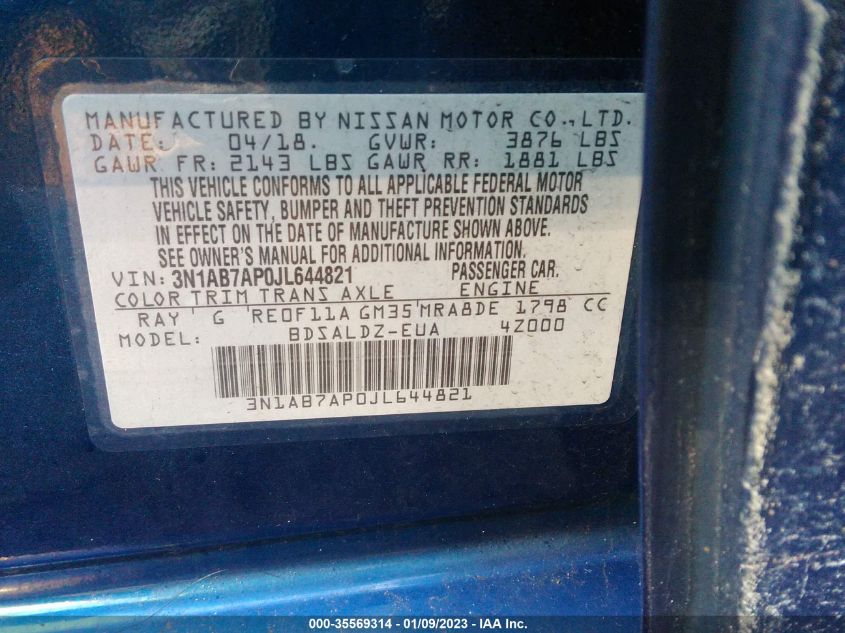 MANUFACTURED BY NISSAN MOTOR CO., LTD.
DATE: 04/18. GVWR: 3876 LBS
GAWR FR: 2143 LBS GAWR RR: 1881 LBS
THIS VEHICLE CONFORMS TO ALL APPLICABLE FEDERAL MOTOR
VEHICLE SAFETY, BUMPER AND THEFT PREVENTION STANDARDS
IN EFFECT ON THE DATE OF MANUFACTURE SHOWN ABOVE.
SEE OWNER'S MANUAL FOR ADDITIONAL INFORMATION.
VIN: 3N1AB7AP0JL644821 PASSENGER CAR.
COLOR TRIM TRANS AXLE ENGINE
RAY G RE0F11A GM35 MRA8DE 1798 CC
MODEL: BDSALDZ-EUA 4Z000
3N1AB7AP0JL644821
000-35569314 - 01/09/2023 - IAA Inc.